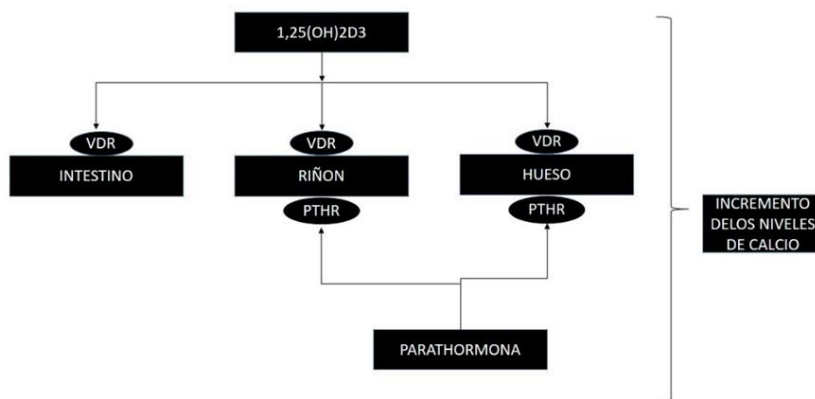 1,25(OH)2D3
VDR
VDR
VDR
INTESTINO
RIÑON
HUESO
PTHR
PTHR
INCREMENTO
DELOS NIVELES
DE CALCIO
PARATHORMONA